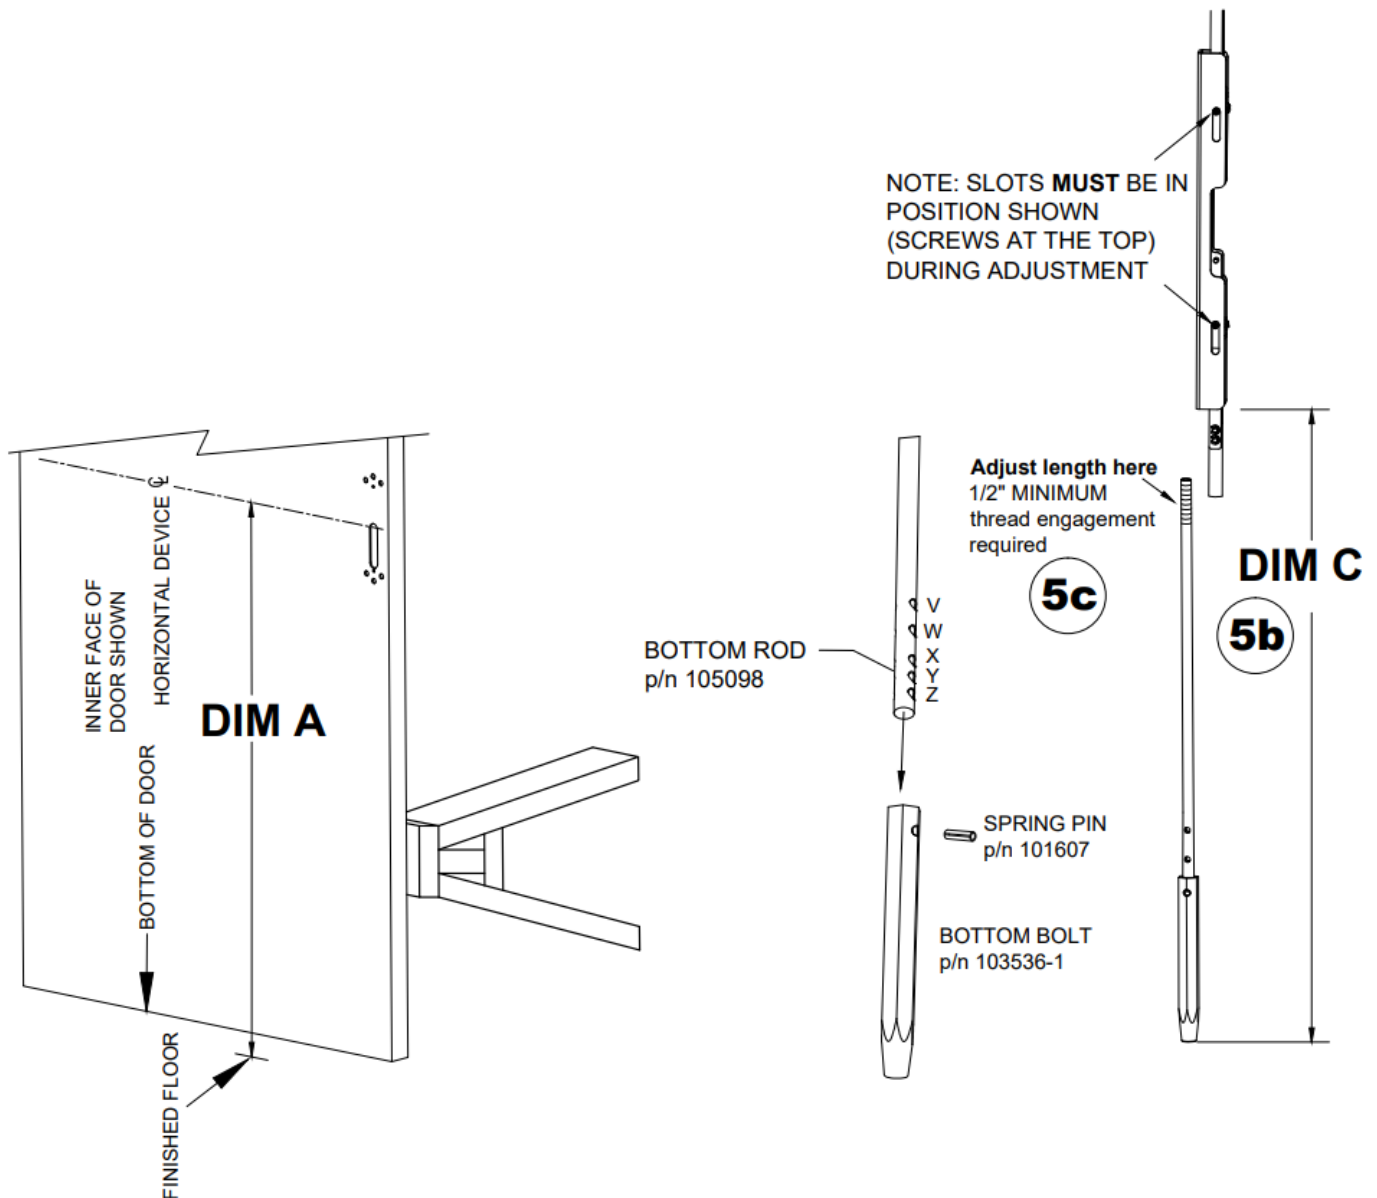 NOTE: SLOTS MUST BE IN
POSITION SHOWN
(SCREWS AT THE TOP)
DURING ADJUSTMENT
Adjust length here
1/2" MINIMUM
thread engagement
required
5c
DIM C
5b
INNER FACE OF
DOOR SHOWN
HORIZONTAL DEVICE ℄
DIM A
BOTTOM OF DOOR
FINISHED FLOOR
BOTTOM ROD
p/n 105098
V
W
X
Y
Z
SPRING PIN
p/n 101607
BOTTOM BOLT
p/n 103536-1